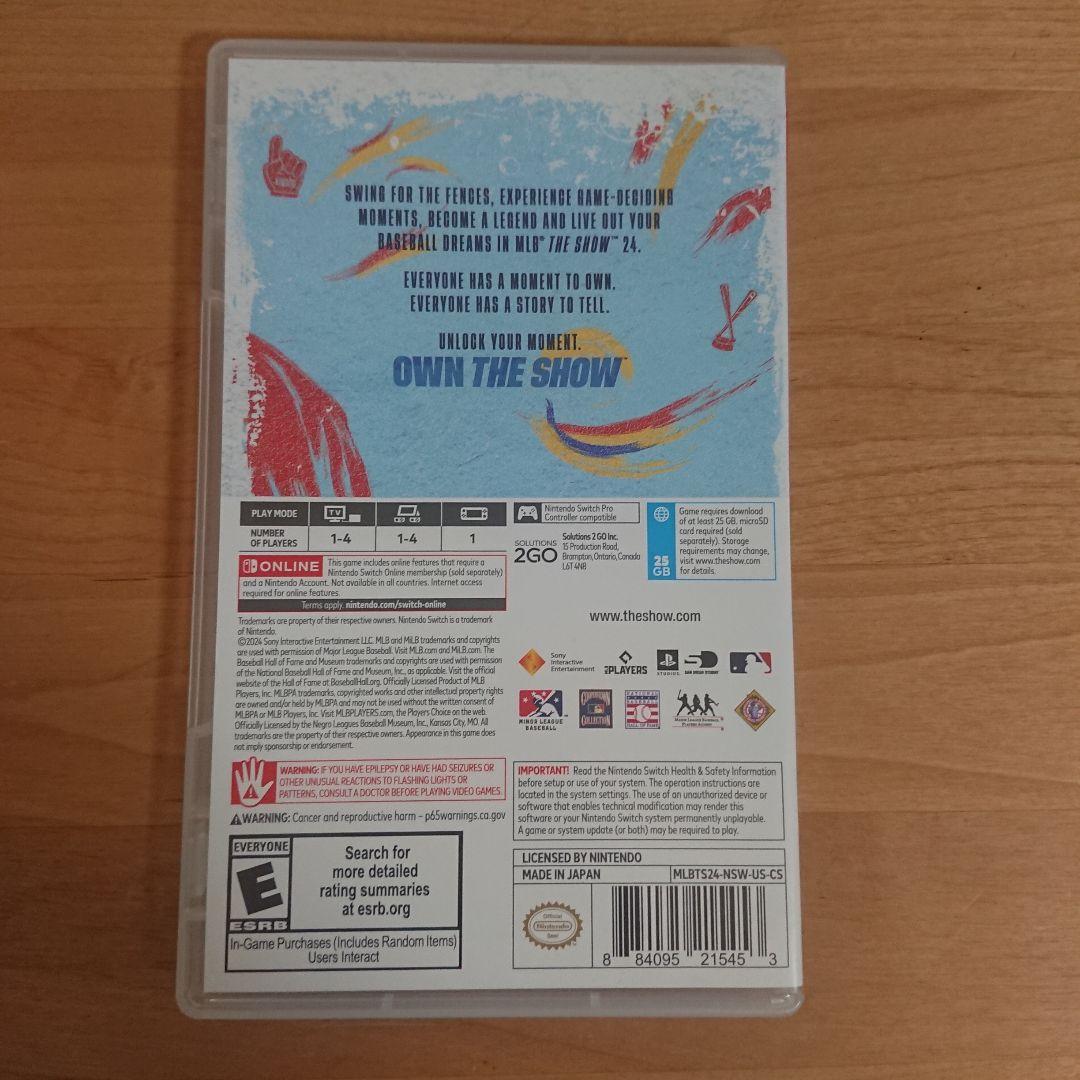 SWING FOR THE FENCES, EXPERIENCE GAME-DECIDING
MOMENTS, BECOME A LEGEND AND LIVE OUT YOUR
BASEBALL DREAMS IN MLB® THE SHOW™ 24.
EVERYONE HAS A MOMENT TO OWN.
EVERYONE HAS A STORY TO TELL.
UNLOCK YOUR MOMENT.
OWN THE SHOW™
PLAY MODE
TV
NUMBER
OF PLAYERS
1-4
1-4
1
Nintendo Switch Pro
Controller compatible
SOLUTIONS
2GO
Solutions 2 GO Inc.
15 Production Road,
Brampton, Ontario, Canada
L6T 4N8
25
GB
Game requires download
of at least 25 GB. microSD
card required (sold
separately). Storage
requirements may change,
visit www.theshow.com
for details.
ONLINE
This game includes online features that require a
Nintendo Switch Online membership (sold separately)
and a Nintendo Account. Not available in all countries. Internet access
required for online features.
Terms apply. nintendo.com/switch-online
Trademarks are property of their respective owners. Nintendo Switch is a trademark
of Nintendo.
©2024 Sony Interactive Entertainment LLC. MLB and MiLB trademarks and copyrights
are used with permission of Major League Baseball. Visit MLB.com and MiLB.com. The
Baseball Hall of Fame and Museum trademarks and copyrights are used with permission
of the National Baseball Hall of Fame and Museum, Inc., as applicable. Visit the official
website of the Hall of Fame at BaseballHall.org. Officially Licensed Product of MLB
Players, Inc. MLBPA trademarks, copyrighted works and other intellectual property rights
are owned and/or held by MLBPA and may not be used without the written consent of
MLBPA or MLB Players, Inc. Visit MLBPLAYERS.com, the Players Choice on the web.
Officially Licensed by the Negro Leagues Baseball Museum, Inc., Kansas City, MO. All
trademarks are the property of their respective owners. Appearance in this game does
not imply sponsorship or endorsement.
www.theshow.com
Sony
Interactive
Entertainment
PLAYERS
STUDIOS
SAN DIEGO STUDIO
MINOR LEAGUE
BASEBALL
COOPERSTOWN
COLLECTION
NATIONAL
BASEBALL
HALL OF FAME
MAJOR LEAGUE BASEBALL
PLAYERS ALUMNI
WARNING: IF YOU HAVE EPILEPSY OR HAVE HAD SEIZURES OR
OTHER UNUSUAL REACTIONS TO FLASHING LIGHTS OR
PATTERNS, CONSULT A DOCTOR BEFORE PLAYING VIDEO GAMES.
WARNING: Cancer and reproductive harm – p65warnings.ca.gov
IMPORTANT! Read the Nintendo Switch Health & Safety Information
before setup or use of your system. The operation instructions are
located in the system settings. The use of an unauthorized device or
software that enables technical modification may render this
software or your Nintendo Switch system permanently unplayable.
A game or system update (or both) may be required to play.
EVERYONE
E
ESRB
Search for
more detailed
rating summaries
at esrb.org
In-Game Purchases (Includes Random Items)
Users Interact
LICENSED BY NINTENDO
MADE IN JAPAN
MLBTS24-NSW-US-CS
Official
Nintendo
Seal
8 84095 21545 3